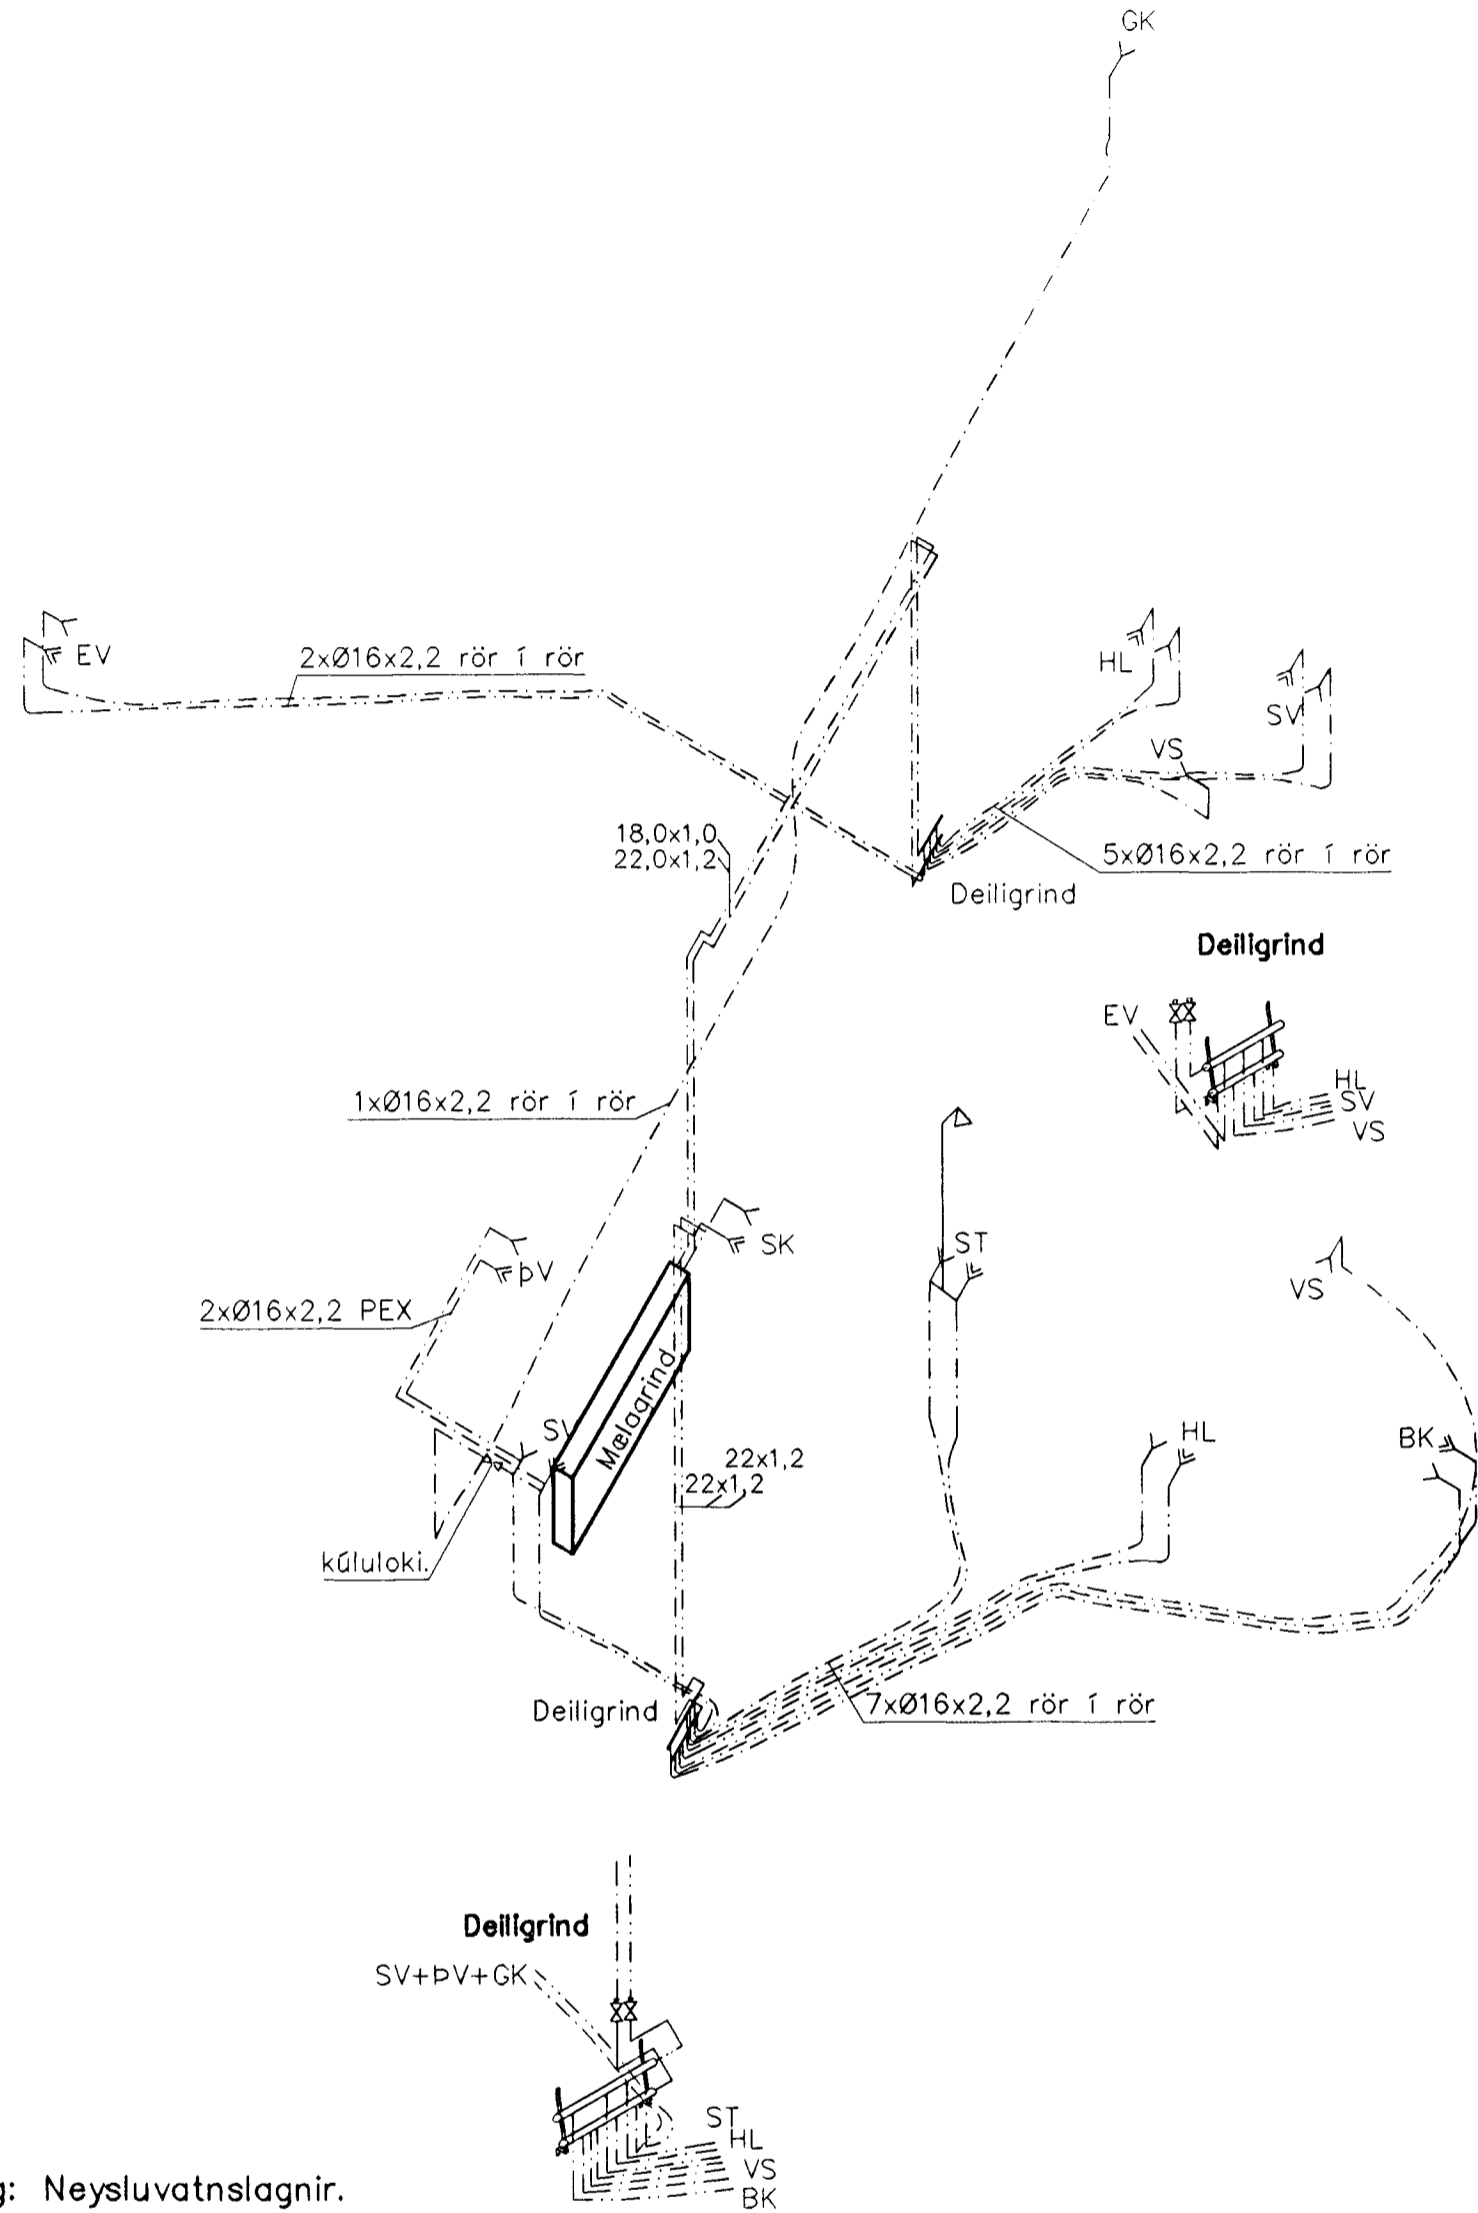 GK
EV
2xØ16x2,2 rör í rör
HL
SV
VS
18,0x1,0
22,0x1,2
5xØ16x2,2 rör í rör
Deiligrind
Deiligrind
EV
HL
SV
VS
1xØ16x2,2 rör í rör
SK
ÞV
ST
VS
2xØ16x2,2 PEX
Mælagrind
SV
HL
BK
22x1,2
22x1,2
kúluloki.
Deiligrind
7xØ16x2,2 rör í rör
Deiligrind
SV+ÞV+GK
ST
HL
VS
BK
g: Neysluvatnslagnir.